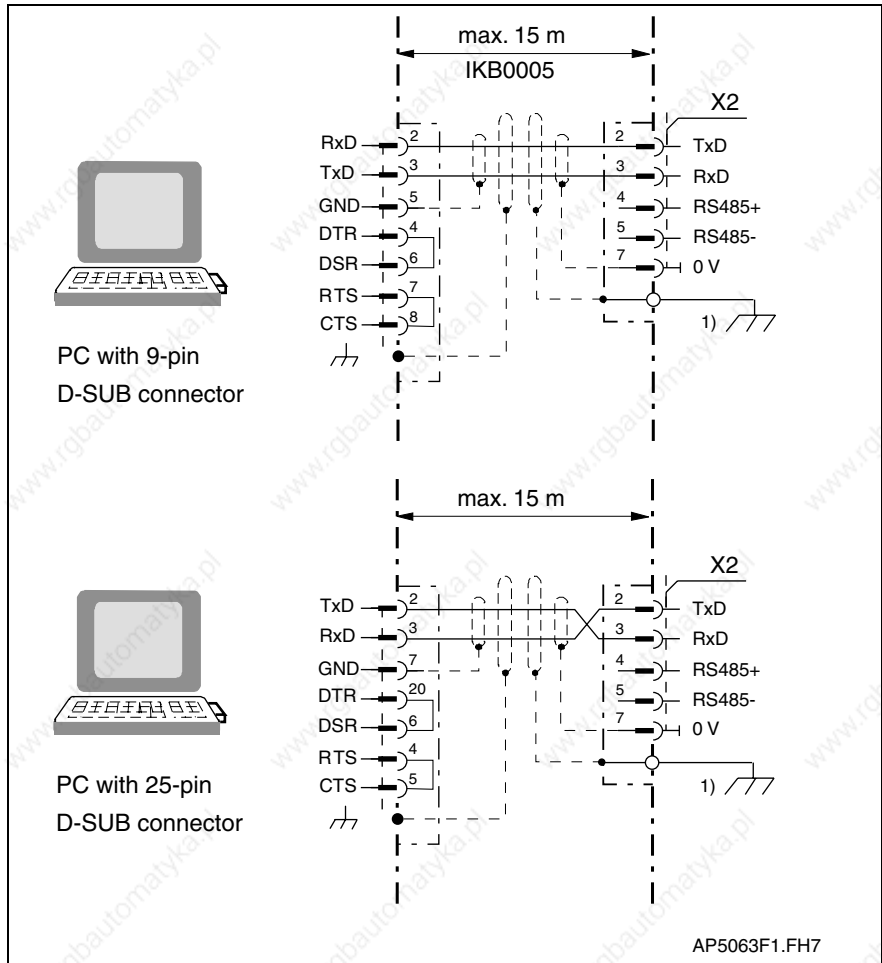 max. 15 m
IKB0005
X2
RxD 2 2 TxD
TxD 3 3 RxD
GND 5 4 RS485+
DTR 4 5 RS485-
DSR 6 7 0 V
RTS 7
CTS 8
1)
PC with 9-pin
D-SUB connector
max. 15 m
X2
TxD 2 2 TxD
RxD 3 3 RxD
GND 7 4 RS485+
DTR 20 5 RS485-
DSR 6 7 0 V
RTS 4
CTS 5
1)
PC with 25-pin
D-SUB connector
AP5063F1.FH7
www.rgbautomatyka.pl